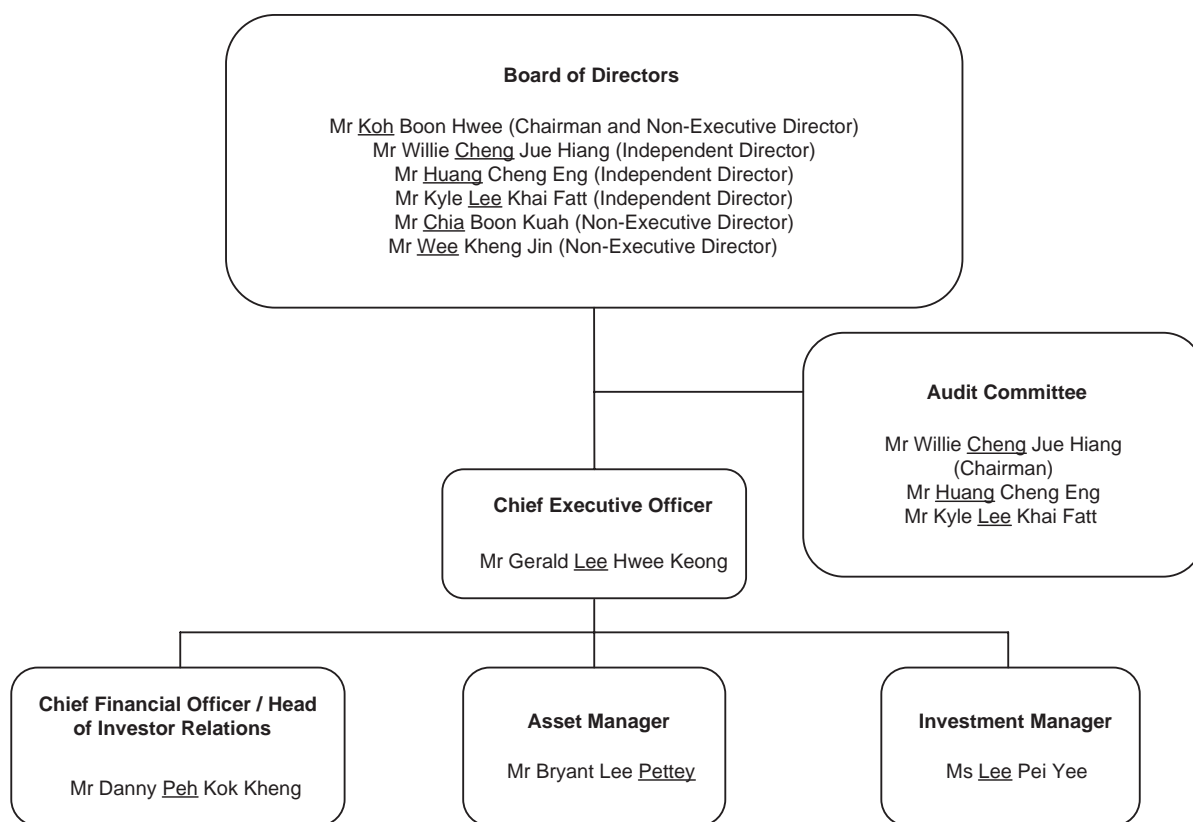 Board of Directors
Mr Koh Boon Hwee (Chairman and Non-Executive Director)
Mr Willie Cheng Jue Hiang (Independent Director)
Mr Huang Cheng Eng (Independent Director)
Mr Kyle Lee Khai Fatt (Independent Director)
Mr Chia Boon Kuah (Non-Executive Director)
Mr Wee Kheng Jin (Non-Executive Director)
Audit Committee
Mr Willie Cheng Jue Hiang
(Chairman)
Mr Huang Cheng Eng
Mr Kyle Lee Khai Fatt
Chief Executive Officer
Mr Gerald Lee Hwee Keong
Chief Financial Officer / Head
of Investor Relations
Mr Danny Peh Kok Kheng
Asset Manager
Mr Bryant Lee Pettey
Investment Manager
Ms Lee Pei Yee